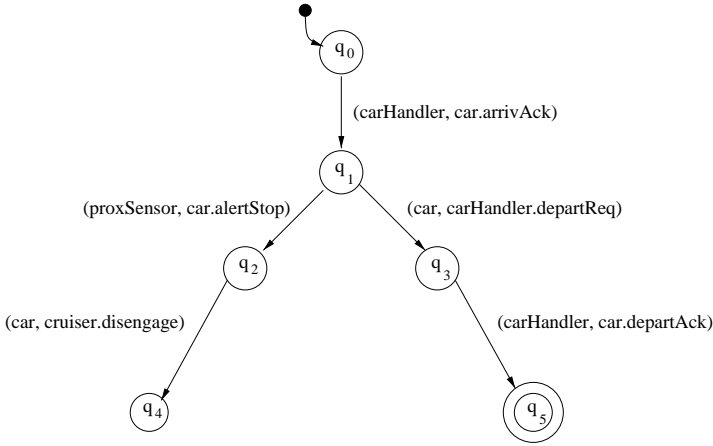 q0
(carHandler, car.arrivAck)
q1
(proxSensor, car.alertStop)
(car, carHandler.departReq)
q2
q3
(car, cruiser.disengage)
(carHandler, car.departAck)
q4
q5